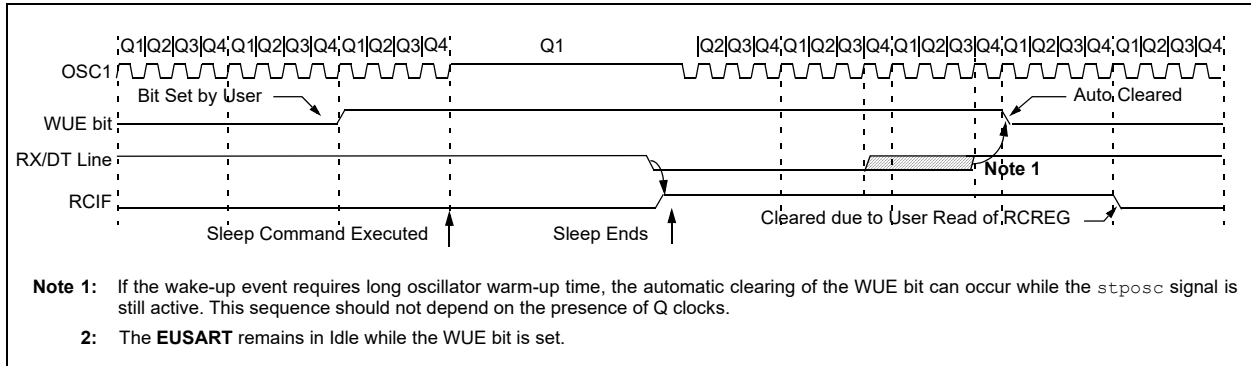 Q1|Q2|Q3|Q4|Q1|Q2|Q3|Q4|Q1|Q2|Q3|Q4 Q1 Q2|Q3|Q4|Q1|Q2|Q3|Q4|Q1|Q2|Q3|Q4|Q1|Q2|Q3|Q4|Q1|Q2|Q3|Q4
OSC1
Bit Set by User
Auto Cleared
WUE bit
RX/DT Line
Note 1
RCIF
Cleared due to User Read of RCREG
Sleep Command Executed
Sleep Ends
Note 1: If the wake-up event requires long oscillator warm-up time, the automatic clearing of the WUE bit can occur while the stposc signal is
still active. This sequence should not depend on the presence of Q clocks.
2: The EUSART remains in Idle while the WUE bit is set.